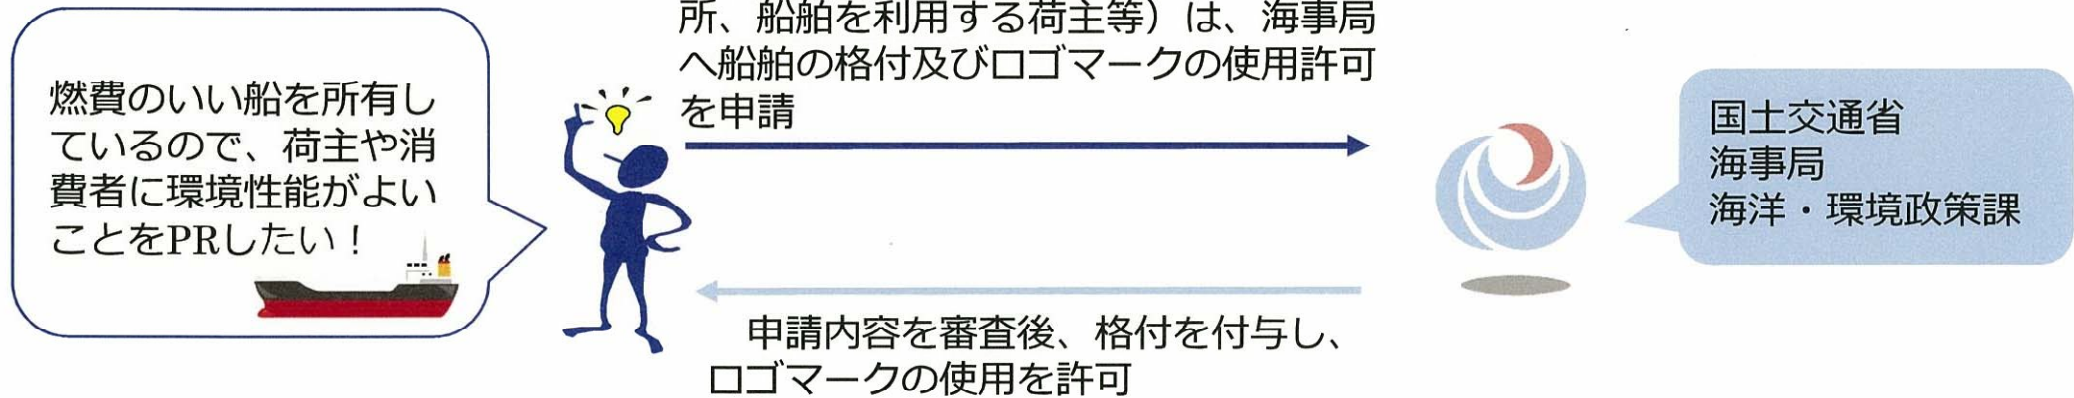 燃費のいい船を所有し
ているので、荷主や消
費者に環境性能がよい
ことをPRしたい！
所、船舶を利用する荷主等）は、海事局
へ船舶の格付及びロゴマークの使用許可
を申請
申請内容を審査後、格付を付与し、
ロゴマークの使用を許可
国土交通省
海事局
海洋・環境政策課